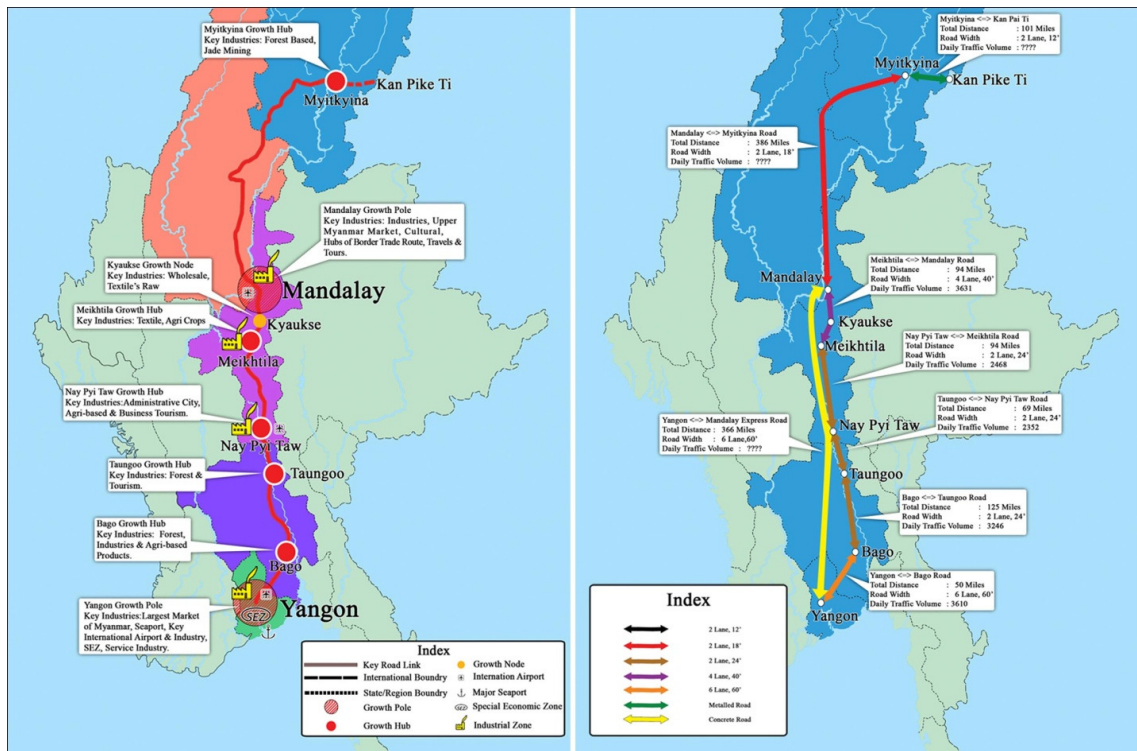 Myitkyina Growth Hub
Key Industries: Forest Based,
Jade Mining
Myitkyina
Kan Pike Ti
Mandalay Growth Pole
Key Industries: Industries, Upper
Myanmar Market, Cultural,
Hubs of Border Trade Route, Travels &
Tours.
Kyaukse Growth Node
Key Industries: Wholesale,
Textile's Raw
Mandalay
Meikhtila Growth Hub
Key Industries: Textile, Agri Crops
Kyaukse
Meikhtila
Nay Pyi Taw Growth Hub
Key Industries:Administrative City,
Agri-based & Business Tourism.
Nay Pyi Taw
Taungoo Growth Hub
Key Industries: Forest &
Tourism.
Taungoo
Bago Growth Hub
Key Industries: Forest,
Industries & Agri-based
Products.
Bago
Yangon Growth Pole
Key Industries:Largest Market
of Myanmar, Seaport, Key
International Airport & Industry,
SEZ, Service Industry.
Yangon
SEZ
Index
Key Road Link
International Boundry
State/Region Boundry
Growth Pole
Growth Hub
Growth Node
Internation Airport
Major Seaport
SEZ Special Economic Zone
Industrial Zone
Myitkyina <=> Kan Pai Ti
Total Distance : 101 Miles
Road Width : 2 Lane, 12'
Daily Traffic Volume : ????
Myitkyina
Kan Pike Ti
Mandalay <=> Myitkyina Road
Total Distance : 386 Miles
Road Width : 2 Lane, 18'
Daily Traffic Volume : ????
Mandalay
Meikhtila <=> Mandalay Road
Total Distance : 94 Miles
Road Width : 4 Lane, 40'
Daily Traffic Volume : 3631
Kyaukse
Meikhtila
Nay Pyi Taw <=> Meikhtila Road
Total Distance : 94 Miles
Road Width : 2 Lane, 24'
Daily Traffic Volume : 2468
Taungoo <=> Nay Pyi Taw Road
Total Distance : 69 Miles
Road Width : 2 Lane, 24'
Daily Traffic Volume : 2352
Yangon <=> Mandalay Express Road
Total Distance : 366 Miles
Road Width : 6 Lane,60'
Daily Traffic Volume : ????
Nay Pyi Taw
Taungoo
Bago <=> Taungoo Road
Total Distance : 125 Miles
Road Width : 2 Lane, 24'
Daily Traffic Volume : 3246
Bago
Yangon <=> Bago Road
Total Distance : 50 Miles
Road Width : 6 Lane, 60'
Daily Traffic Volume : 3610
Yangon
Index
2 Lane, 12'
2 Lane, 18'
2 Lane, 24'
4 Lane, 40'
6 Lane, 60'
Metalled Road
Concrete Road